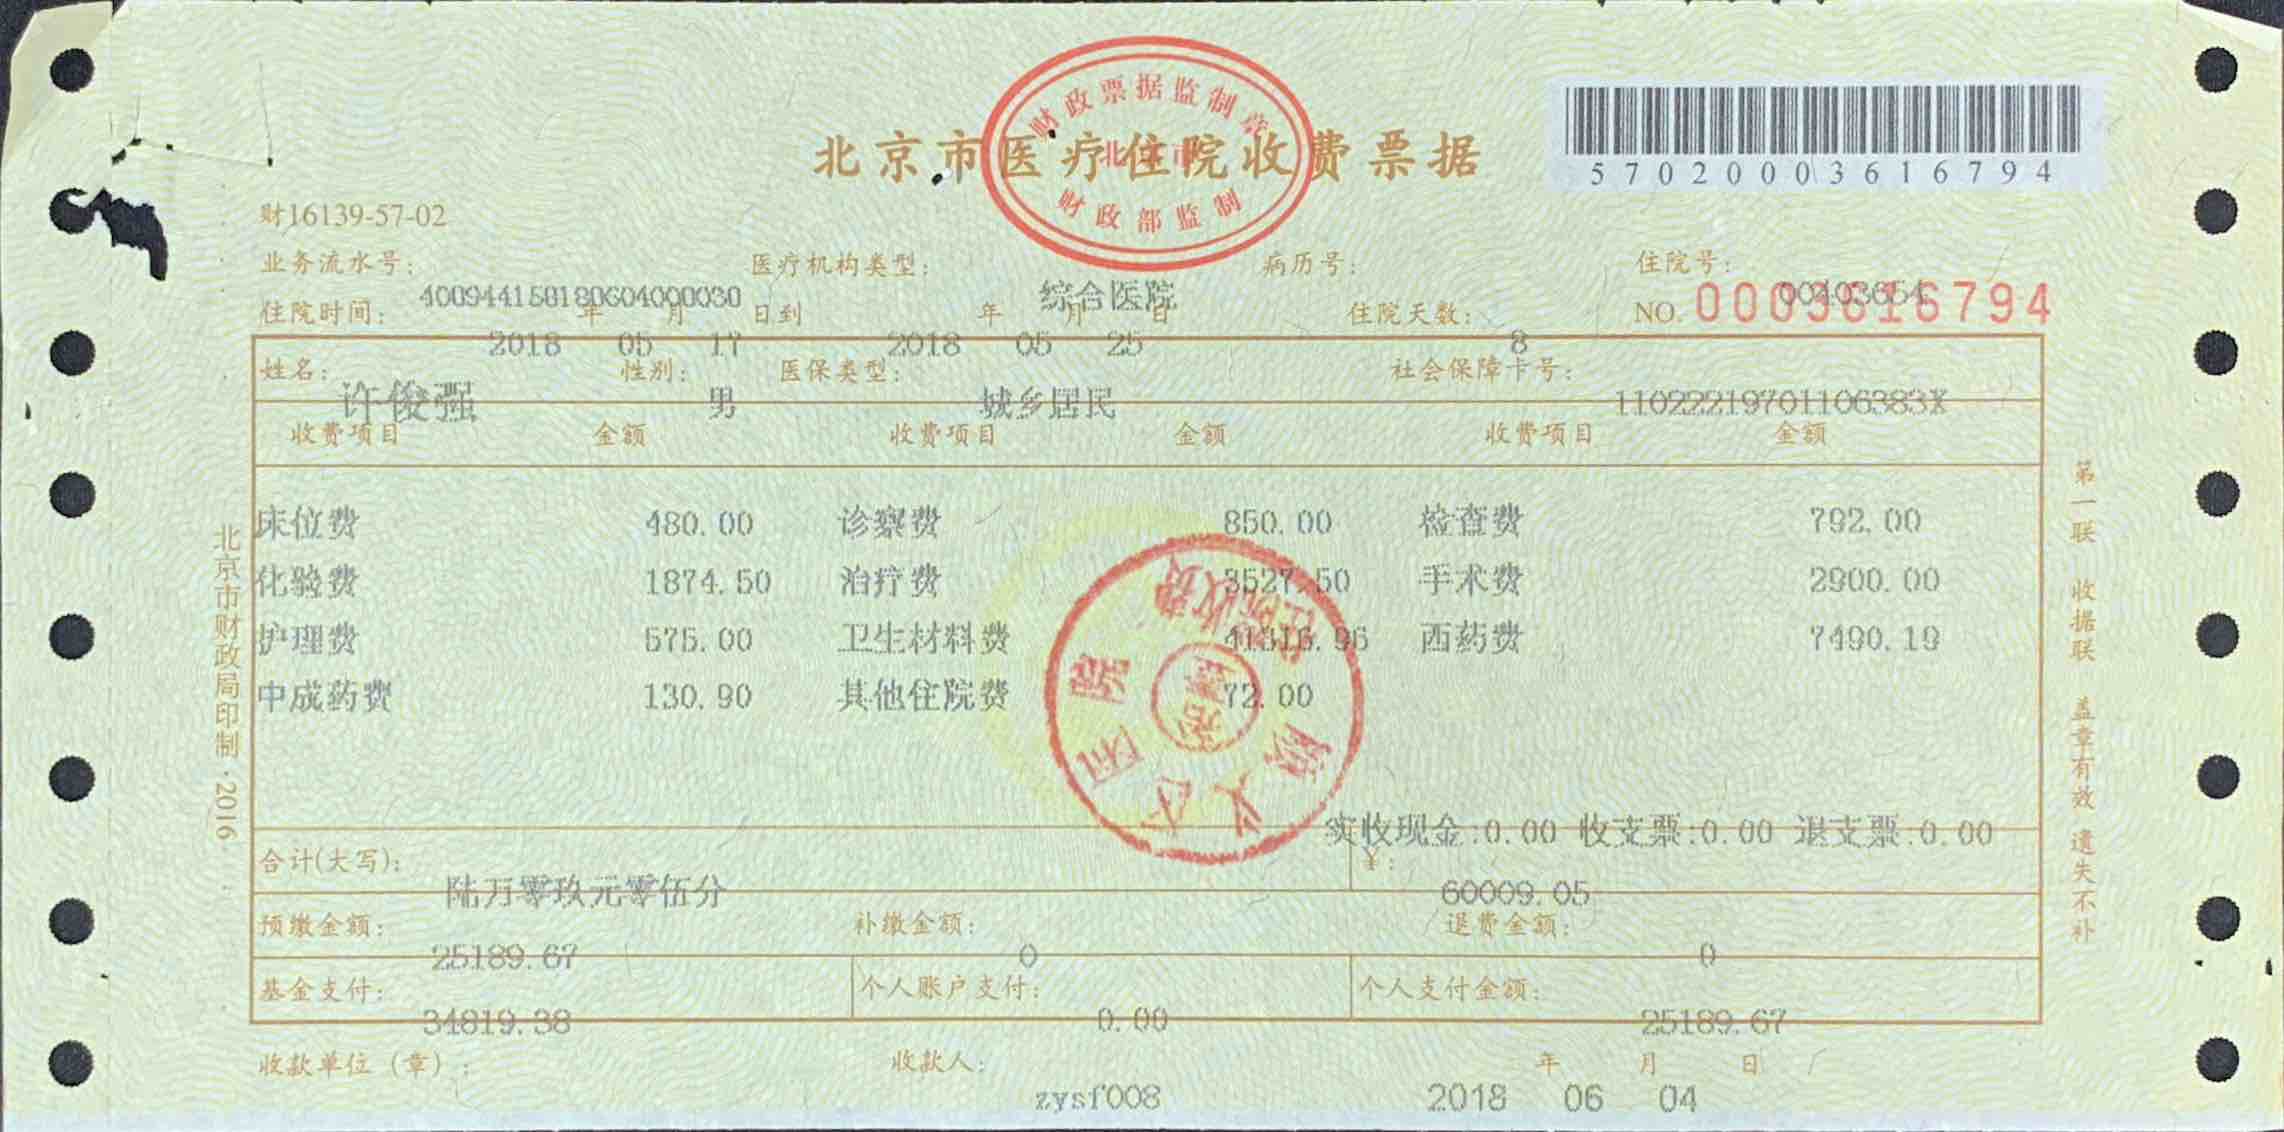 北京市医疗住院收费票据
财政票据监制章
北京市
财政部监制
57020003616794
财16139-57-02
业务流水号： 400944150180604000030 医疗机构类型： 综合医院 病历号： 住院号： 00403654
住院时间： 2018 年 05 月 17 日到 2018 年 05 月 25 日 住院天数： 8 NO. 0003616794
姓名： 许俊强 性别： 男 医保类型： 城乡居民 社会保障卡号： 11022219701106383X
收费项目 金额 收费项目 金额 收费项目 金额
床位费 480.00 诊察费 850.00 检查费 792.00
化验费 1874.50 治疗费 3527.50 手术费 2900.00
护理费 575.00 卫生材料费 41316.96 西药费 7490.19
中成药费 130.90 其他住院费 72.00
实收现金:0.00 收支票:0.00 退支票:0.00
合计(大写)： 陆万零玖元零伍分 ￥： 60009.05
预缴金额： 25189.67 补缴金额： 0 退费金额： 0
基金支付： 34819.38 个人账户支付： 0.00 个人支付金额： 25189.67
收款单位（章）： 收款人： zysf008 2018 年 06 月 04 日
北京市财政局印制·2016
第一联 收据联 盖章有效 遗失不补
住院收费